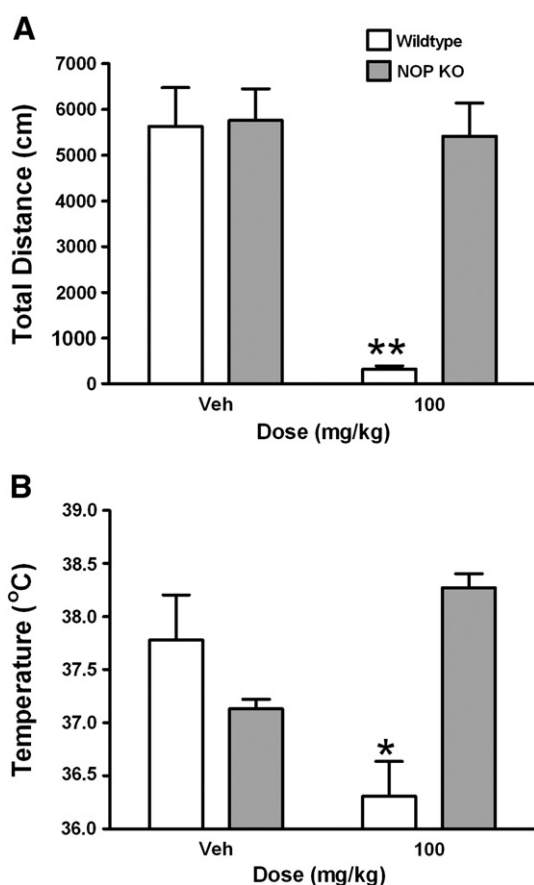 A
Wildtype
NOP KO
Total Distance (cm)
7000
6000
5000
4000
3000
2000
1000
0
**
Veh
100
Dose (mg/kg)
B
Temperature (°C)
39.0
38.5
38.0
37.5
37.0
36.5
36.0
*
Veh
100
Dose (mg/kg)